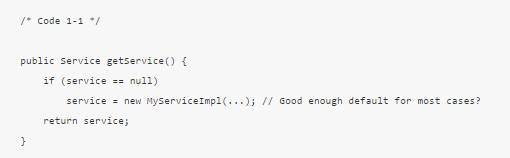 /* Code 1-1 */
public Service getService() {
if (service == null)
service = new MyServiceImpl(...); // Good enough default for most cases?
return service;
}